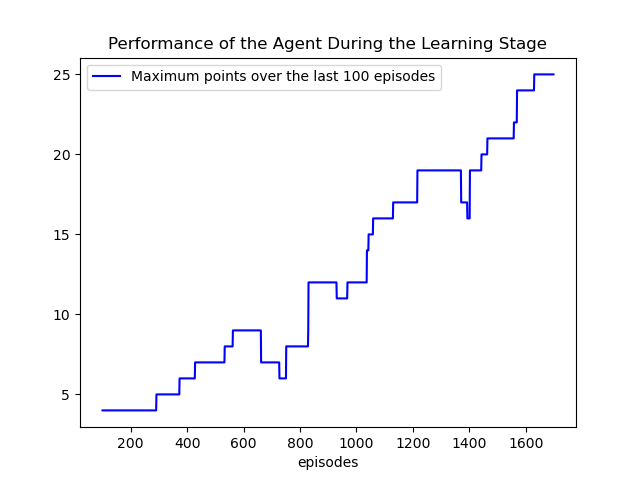 Performance of the Agent During the Learning Stage
Maximum points over the last 100 episodes
25
20
15
10
5
200 400 600 800 1000 1200 1400 1600
episodes